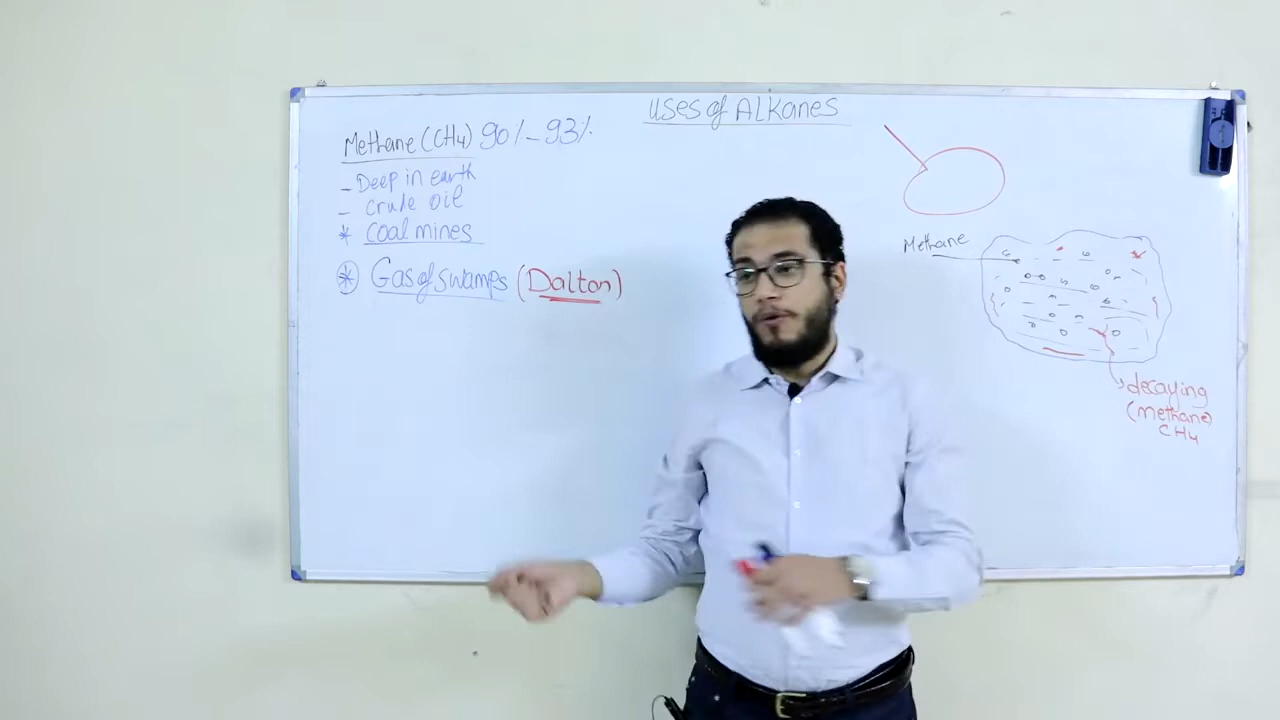 Uses of Alkanes
Methane (CH4) 90% - 93%
- Deep in earth
- Crude oil
* Coal mines
* Gas of swamps (Dalton)
Methane
decaying
(methane)
CH4